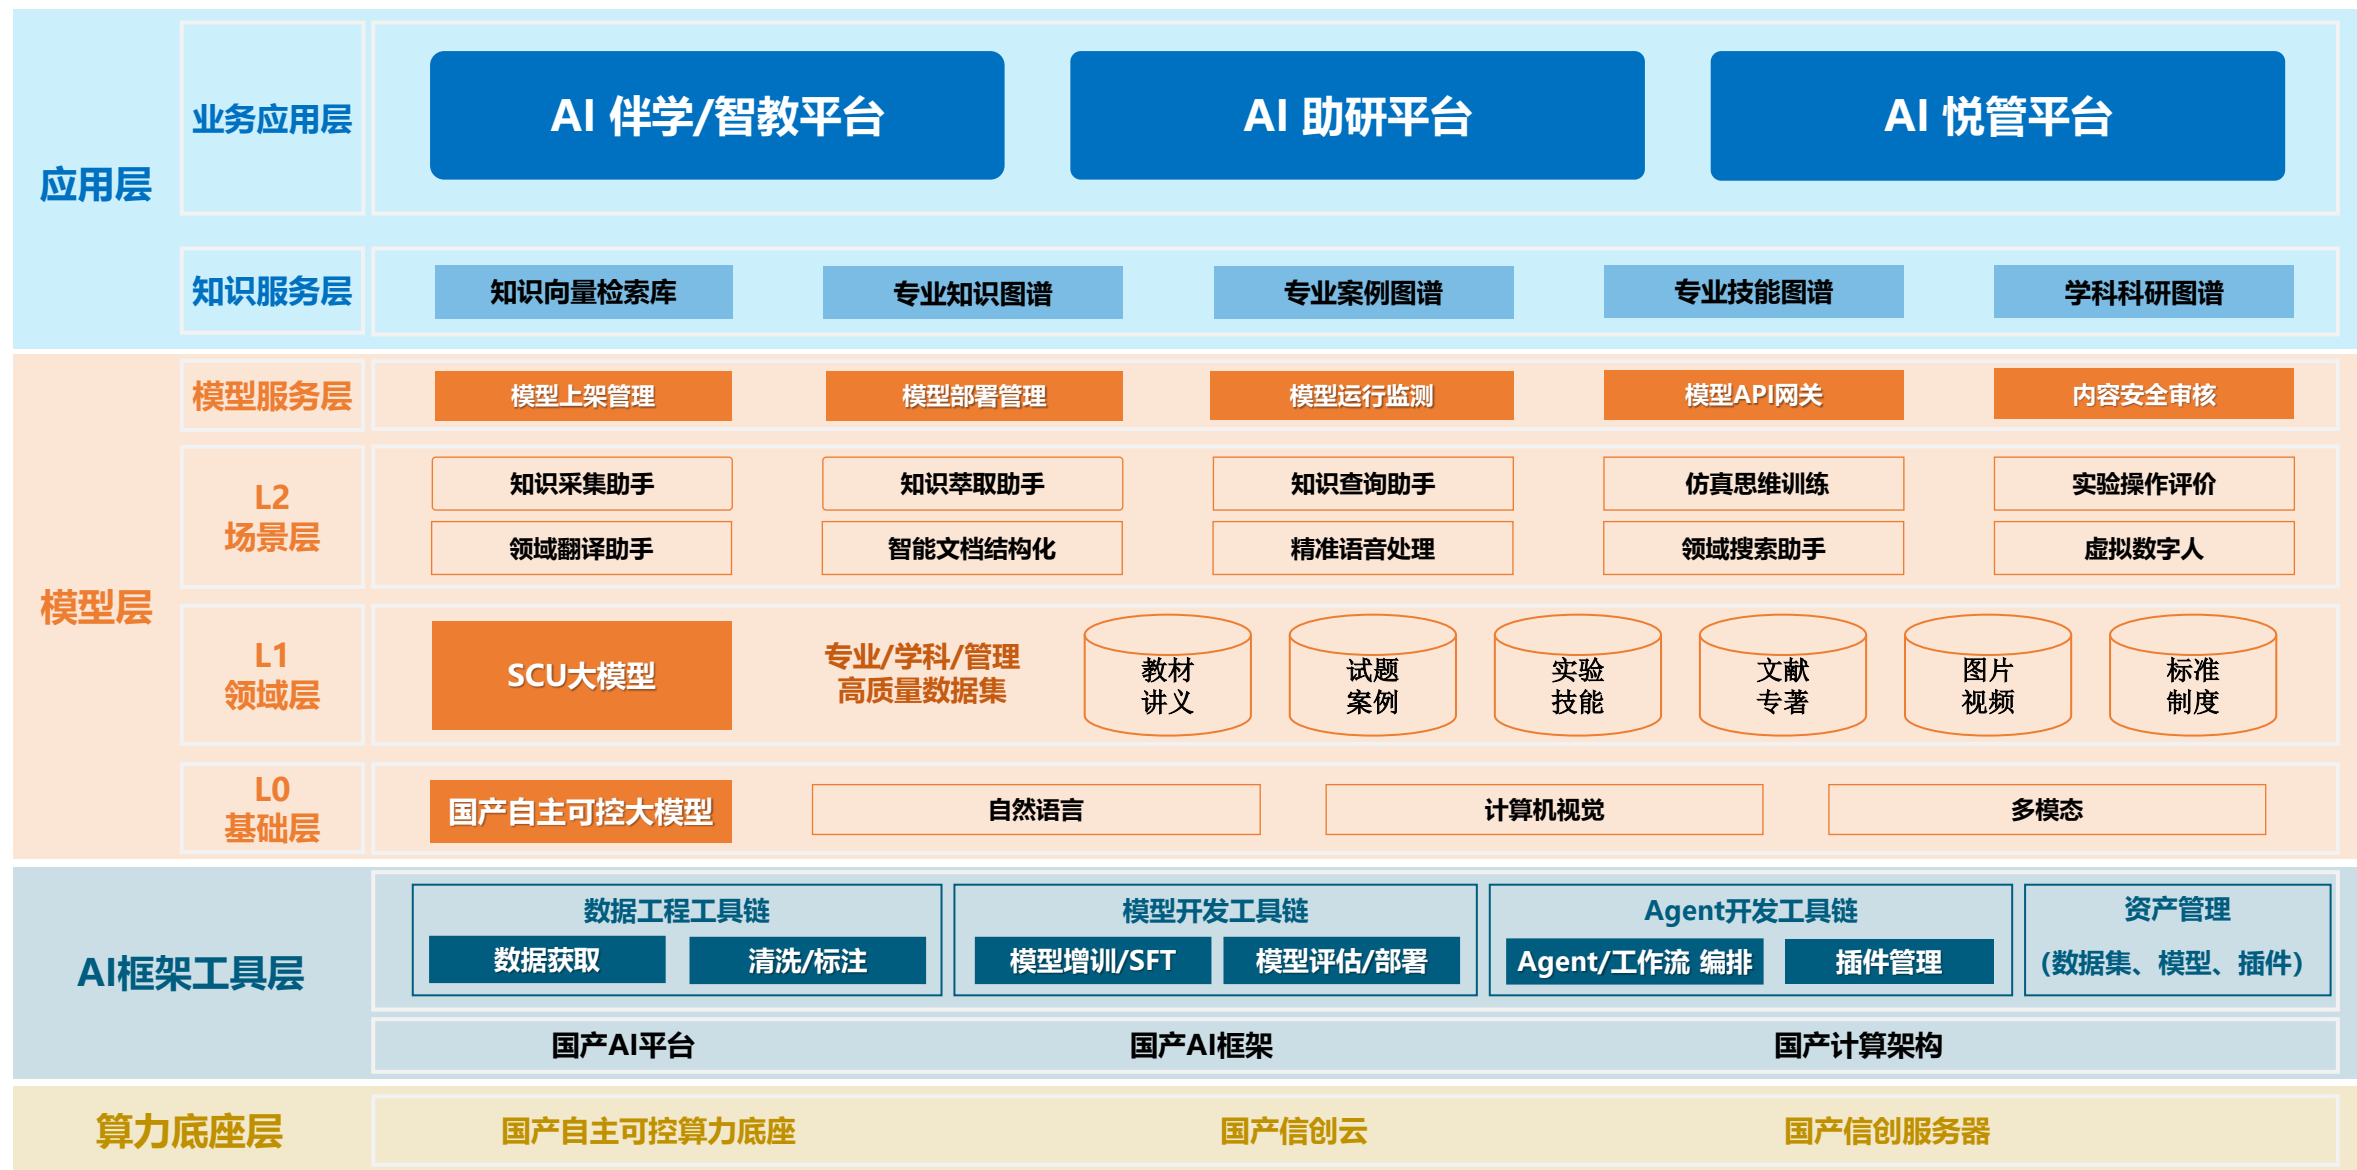 应用层
业务应用层
AI 伴学/智教平台
AI 助研平台
AI 悦管平台
知识服务层
知识向量检索库
专业知识图谱
专业案例图谱
专业技能图谱
学科科研图谱
模型层
模型服务层
模型上架管理
模型部署管理
模型运行监测
模型API网关
内容安全审核
L2
场景层
知识采集助手
知识萃取助手
知识查询助手
仿真思维训练
实验操作评价
领域翻译助手
智能文档结构化
精准语音处理
领域搜索助手
虚拟数字人
L1
领域层
SCU大模型
专业/学科/管理
高质量数据集
教材
讲义
试题
案例
实验
技能
文献
专著
图片
视频
标准
制度
L0
基础层
国产自主可控大模型
自然语言
计算机视觉
多模态
AI框架工具层
数据工程工具链
数据获取
清洗/标注
模型开发工具链
模型增训/SFT
模型评估/部署
Agent开发工具链
Agent/工作流 编排
插件管理
资产管理
（数据集、模型、插件）
国产AI平台
国产AI框架
国产计算架构
算力底座层
国产自主可控算力底座
国产信创云
国产信创服务器